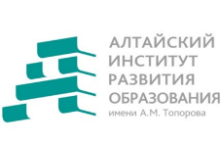 АЛТАЙСКИЙ
ИНСТИТУТ
РАЗВИТИЯ
ОБРАЗОВАНИЯ
имени А.М. Топорова